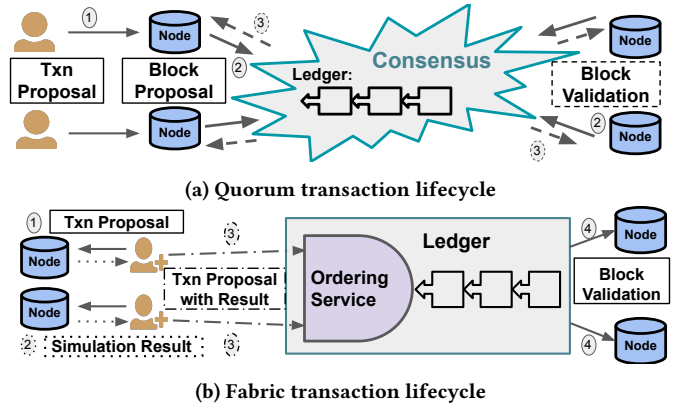 1
3
Node
Node
2
Consensus
Txn
Proposal
Block
Proposal
Ledger:
Block
Validation
2
Node
Node
3
(a) Quorum transaction lifecycle
1
Txn Proposal
3
4
Node
Node
Ledger
Txn Proposal
with Result
Ordering
Service
Block
Validation
Node
2
Simulation Result
3
4
Node
(b) Fabric transaction lifecycle